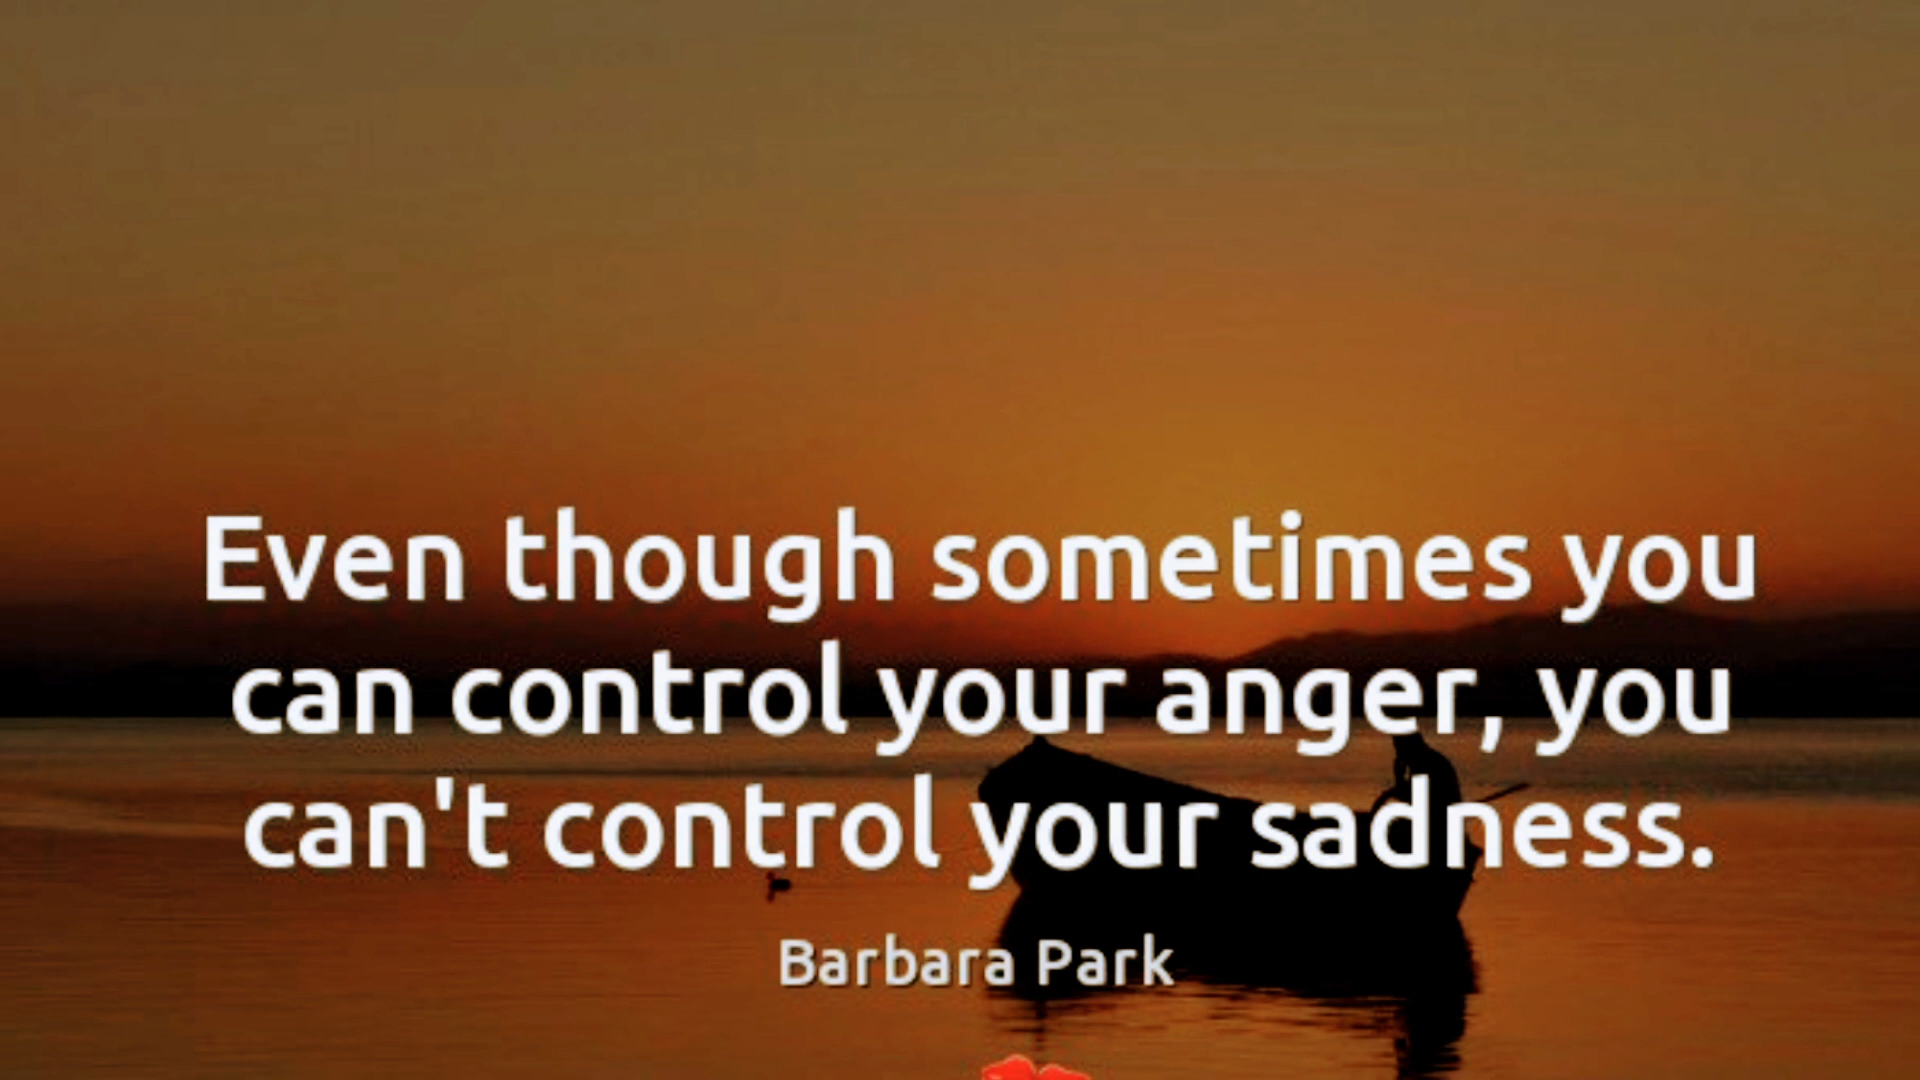 Even though sometimes you
can control your anger, you
can't control your sadness.
Barbara Park